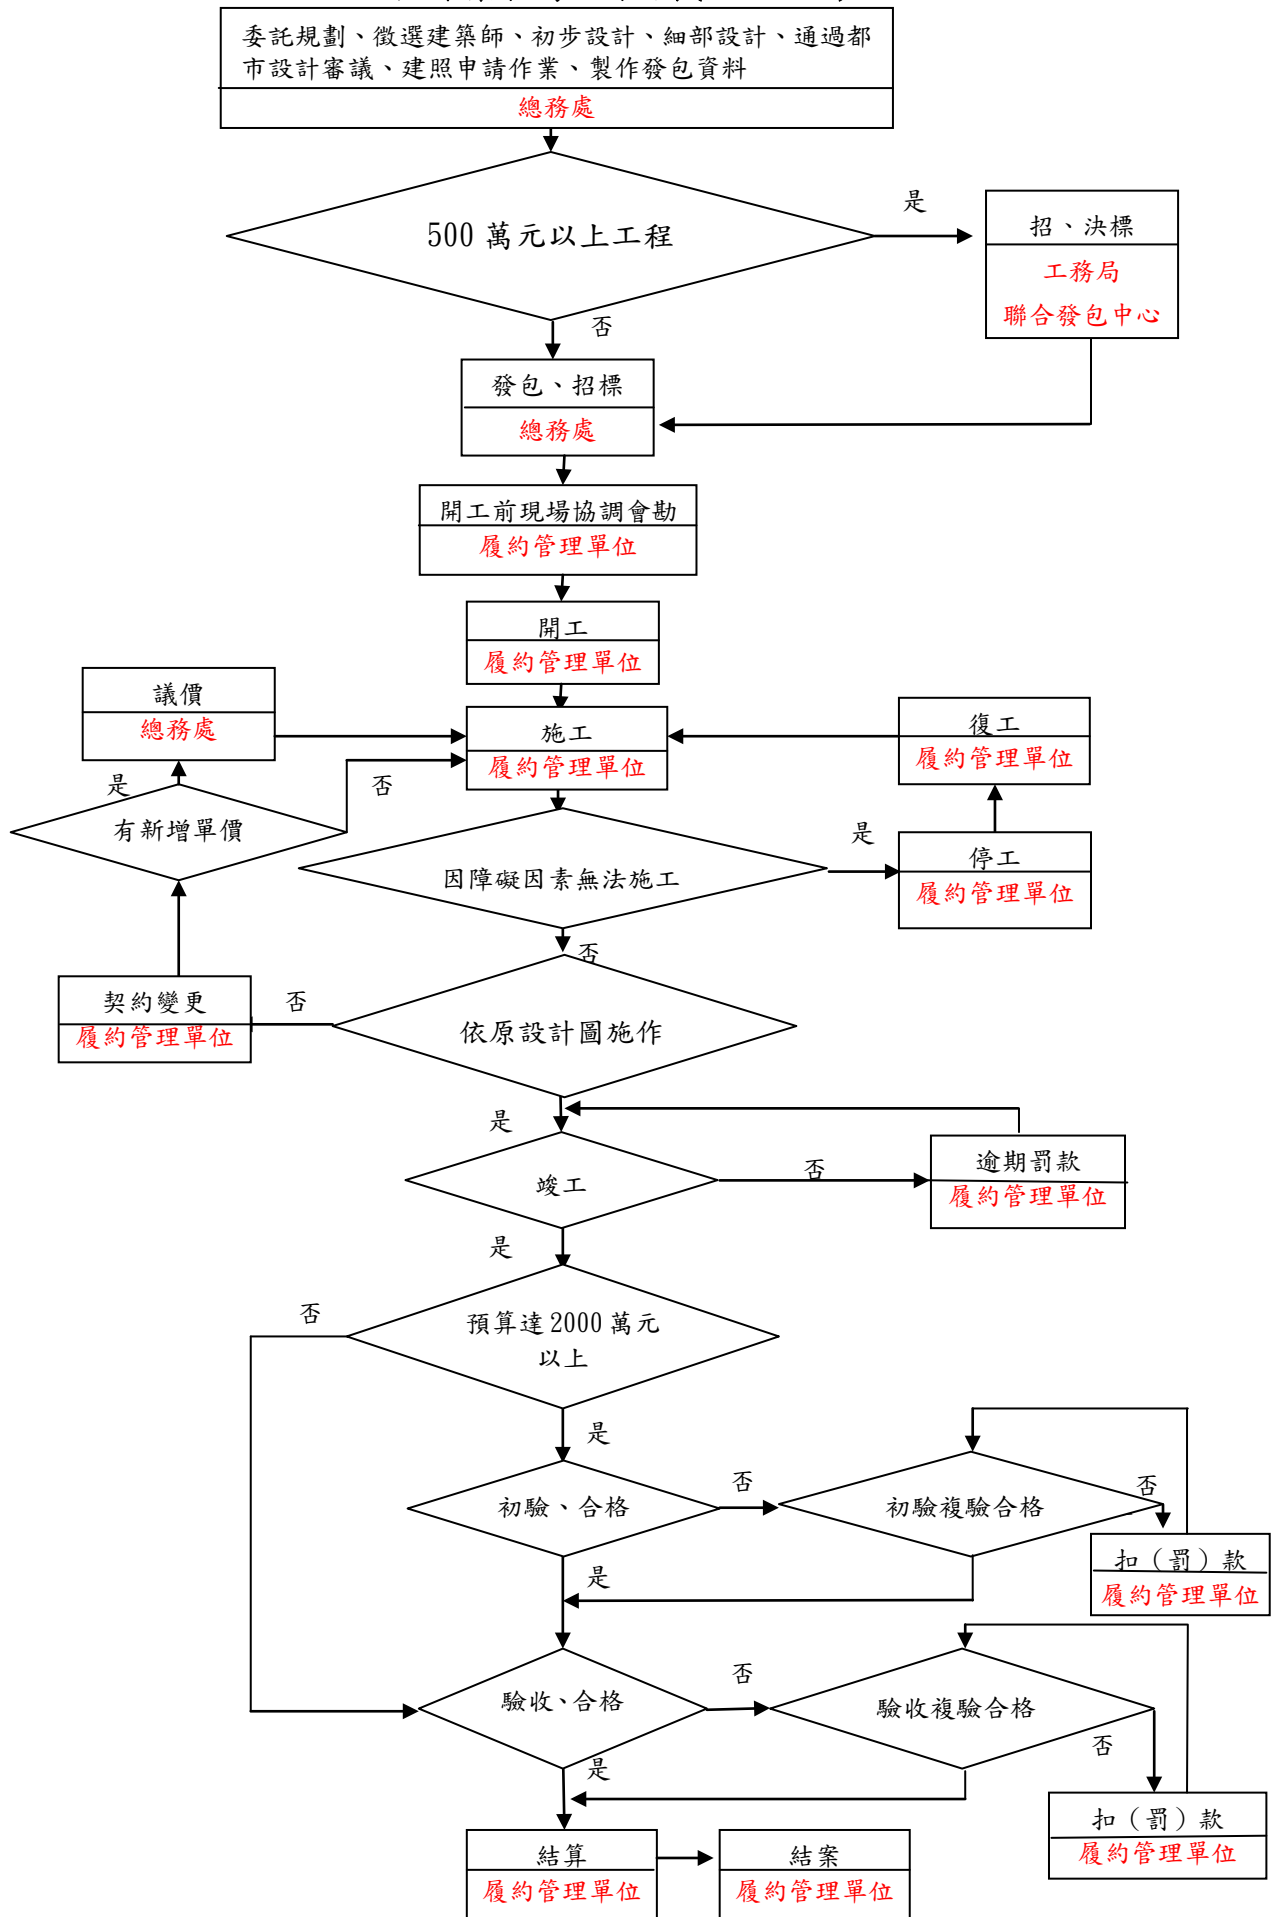 委託規劃、徵選建築師、初步設計、細部設計、通過都
市設計審議、建照申請作業、製作發包資料
總務處
500 萬元以上工程
是
招、決標
工務局
聯合發包中心
否
發包、招標
總務處
開工前現場協調會勘
履約管理單位
開工
履約管理單位
議價
總務處
施工
履約管理單位
復工
履約管理單位
是
否
有新增單價
因障礙因素無法施工
是
停工
履約管理單位
否
契約變更
履約管理單位
否
依原設計圖施作
是
竣工
否
逾期罰款
履約管理單位
是
否
預算達 2000 萬元
以上
是
初驗、合格
否
初驗複驗合格
否
扣（罰）款
履約管理單位
是
驗收、合格
否
驗收複驗合格
否
是
扣（罰）款
履約管理單位
結算
履約管理單位
結案
履約管理單位